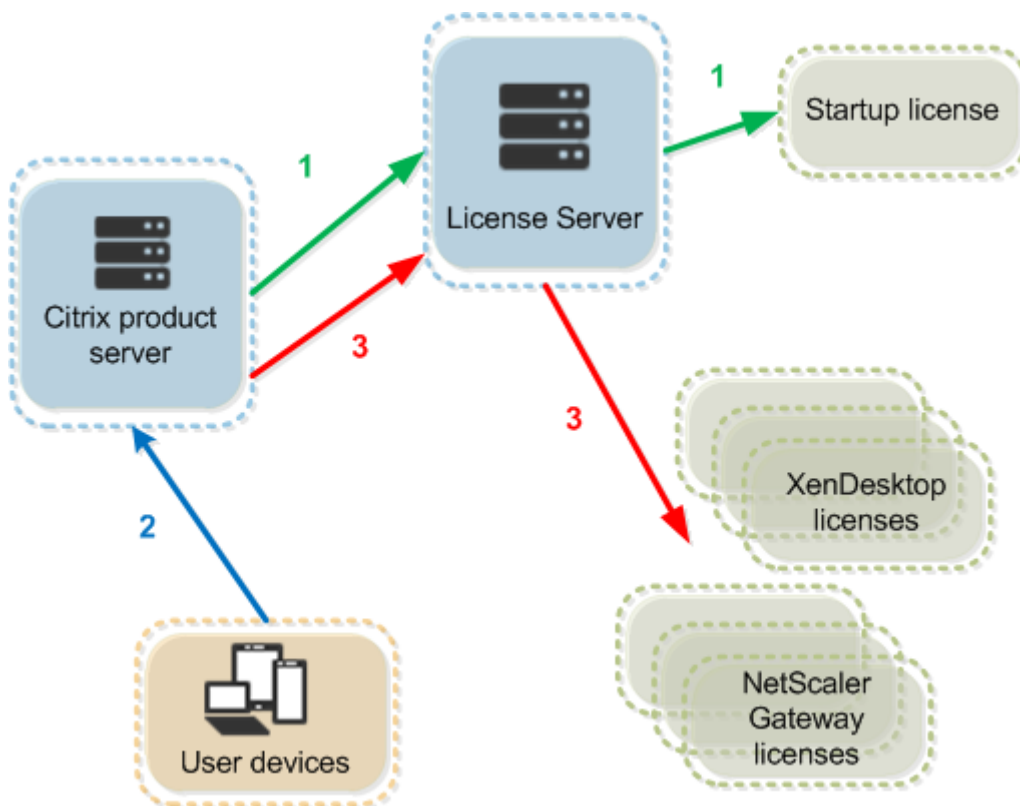 1
Startup license
1
License Server
Citrix product
server
3
3
XenDesktop
licenses
2
NetScaler
Gateway
licenses
User devices